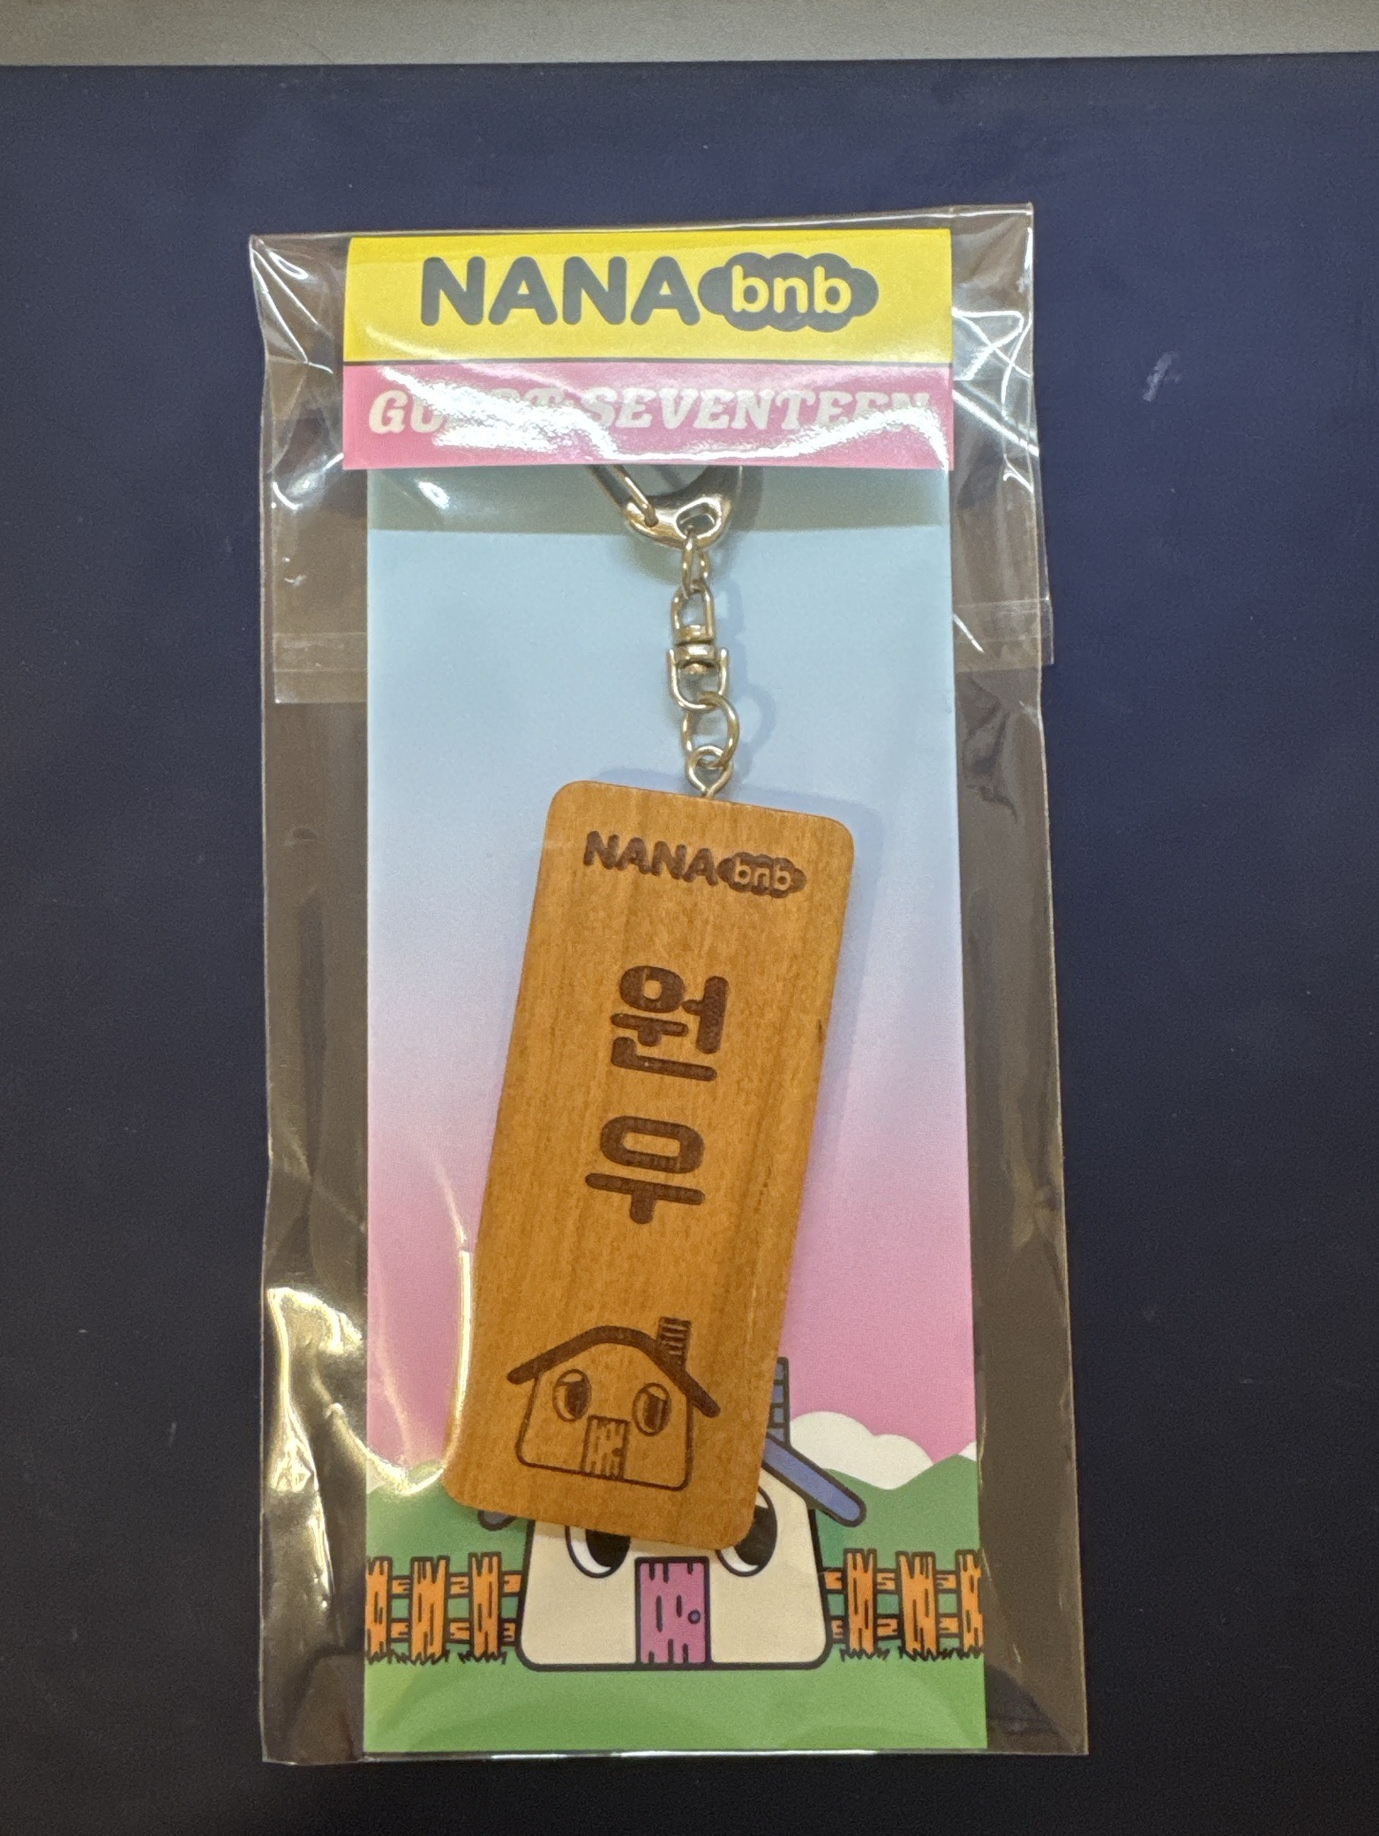 NANA bnb
GUEST:SEVENTEEN
NANA bnb
원
우